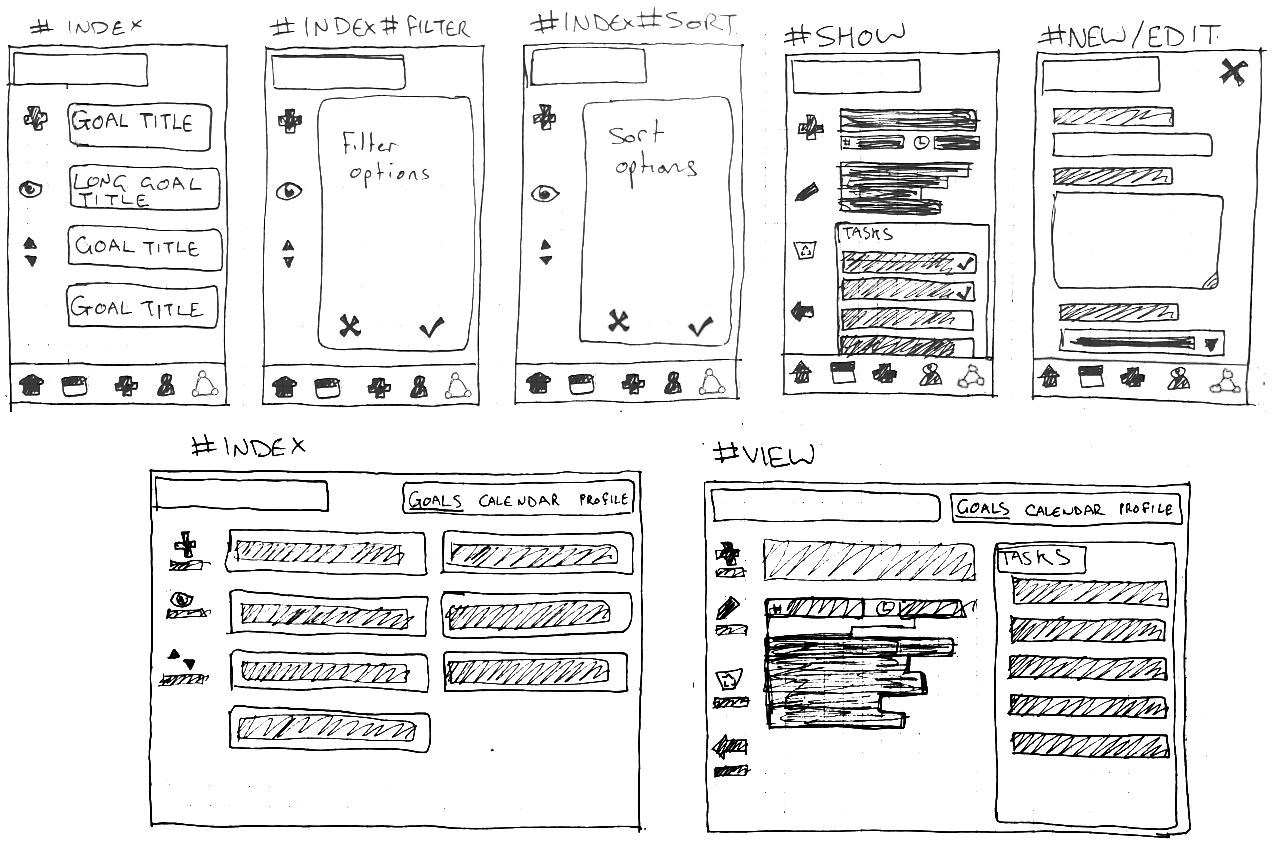 # INDEX
# INDEX # FILTER
# INDEX # SORT
# SHOW
# NEW/EDIT
GOAL TITLE
LONG GOAL
TITLE
GOAL TITLE
GOAL TITLE
Filter
options
Sort
options
#
TASKS
# INDEX
GOALS CALENDAR PROFILE
# VIEW
GOALS CALENDAR PROFILE
#
TASKS